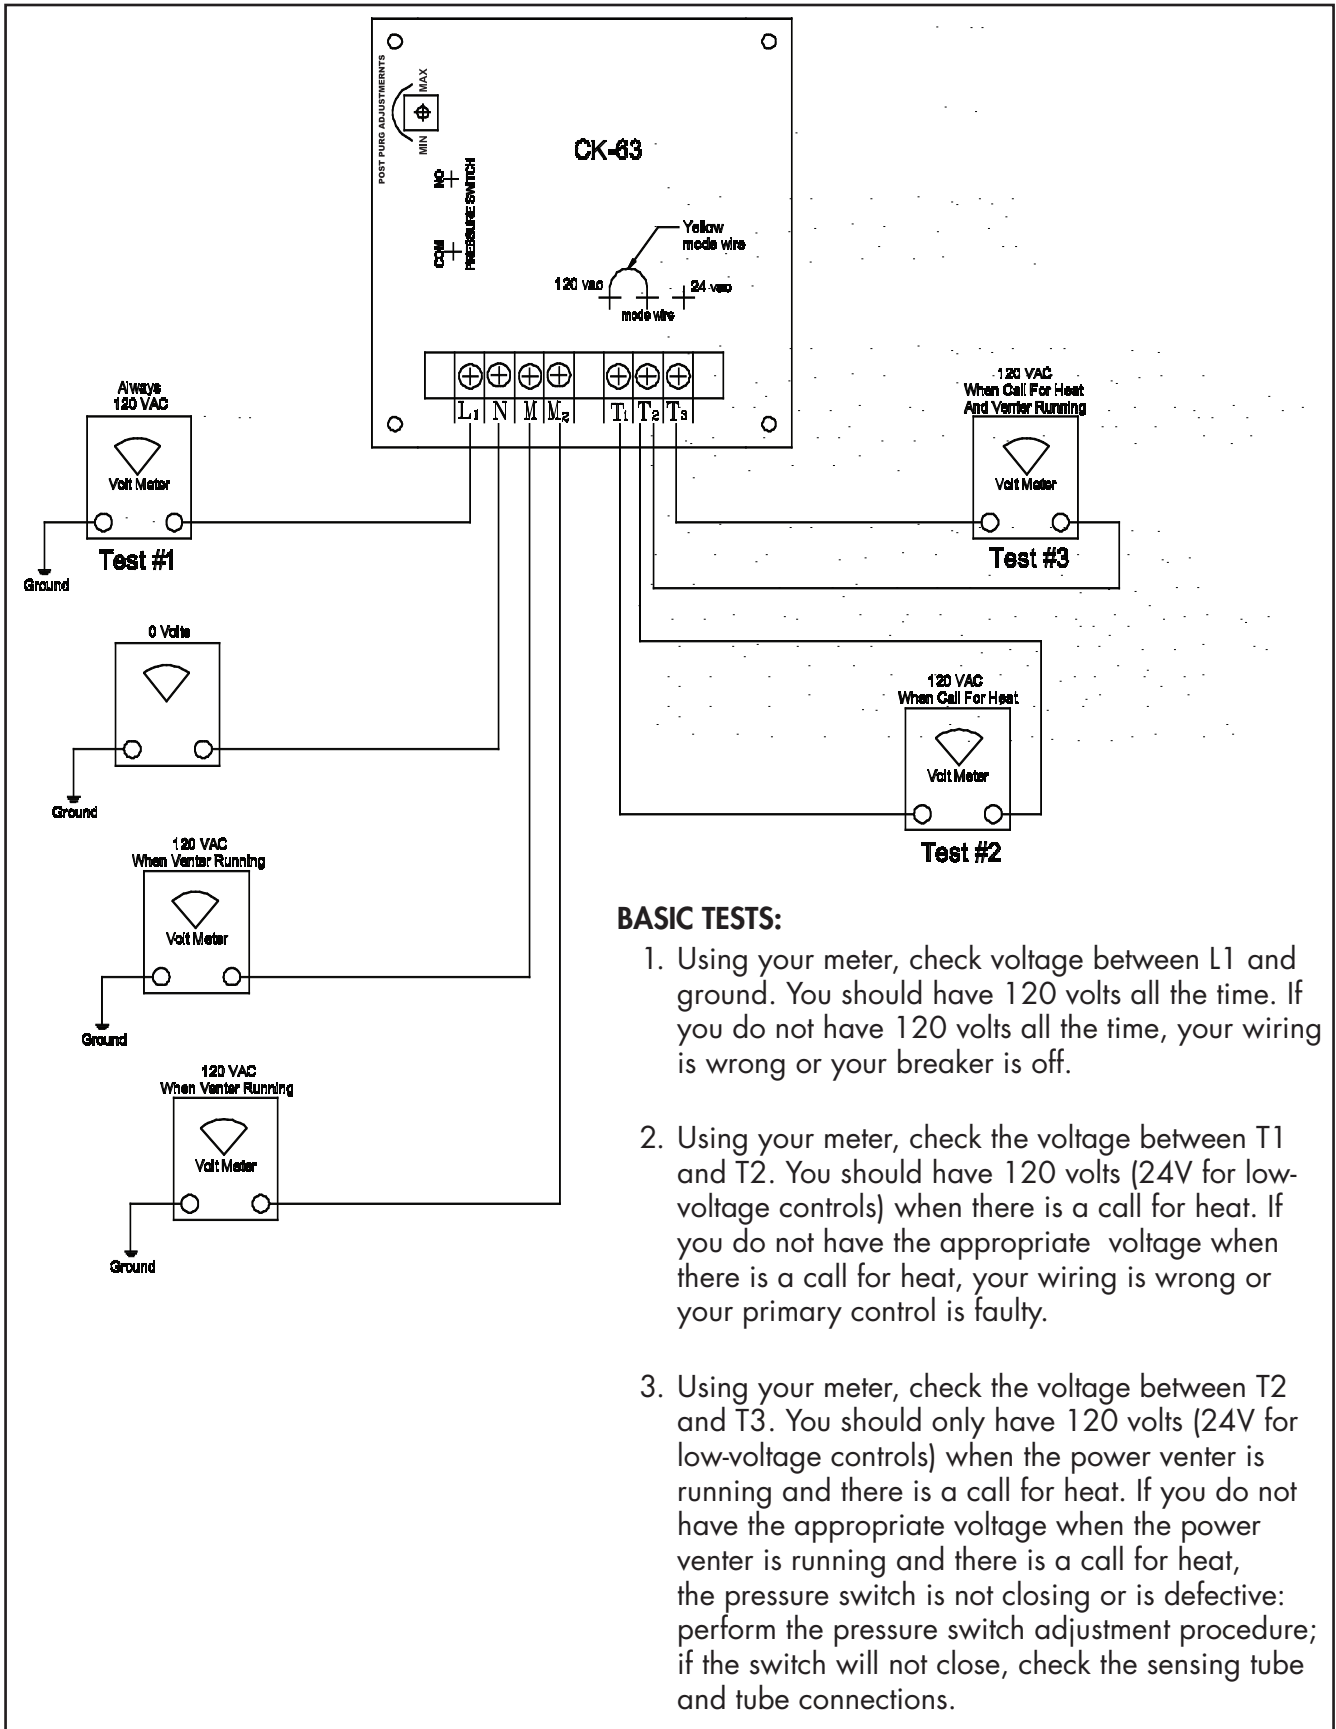 POST PURG ADJUSTMERNTS
MIN
MAX
NO
COM
PRESSURE SWITCH
CK-63
Yellow
mode wire
120 vac
24 vac
mode wire
L1 N M M2 T1 T2 T3
Always
120 VAC
Volt Meter
Test #1
Ground
120 VAC
When Call For Heat
And Venter Running
Volt Meter
Test #3
0 Volts
Ground
120 VAC
When Call For Heat
Volt Meter
Test #2
120 VAC
When Venter Running
Volt Meter
Ground
120 VAC
When Venter Running
Volt Meter
Ground
BASIC TESTS:
1. Using your meter, check voltage between L1 and
ground. You should have 120 volts all the time. If
you do not have 120 volts all the time, your wiring
is wrong or your breaker is off.
2. Using your meter, check the voltage between T1
and T2. You should have 120 volts (24V for low-
voltage controls) when there is a call for heat. If
you do not have the appropriate voltage when
there is a call for heat, your wiring is wrong or
your primary control is faulty.
3. Using your meter, check the voltage between T2
and T3. You should only have 120 volts (24V for
low-voltage controls) when the power venter is
running and there is a call for heat. If you do not
have the appropriate voltage when the power
venter is running and there is a call for heat,
the pressure switch is not closing or is defective:
perform the pressure switch adjustment procedure;
if the switch will not close, check the sensing tube
and tube connections.